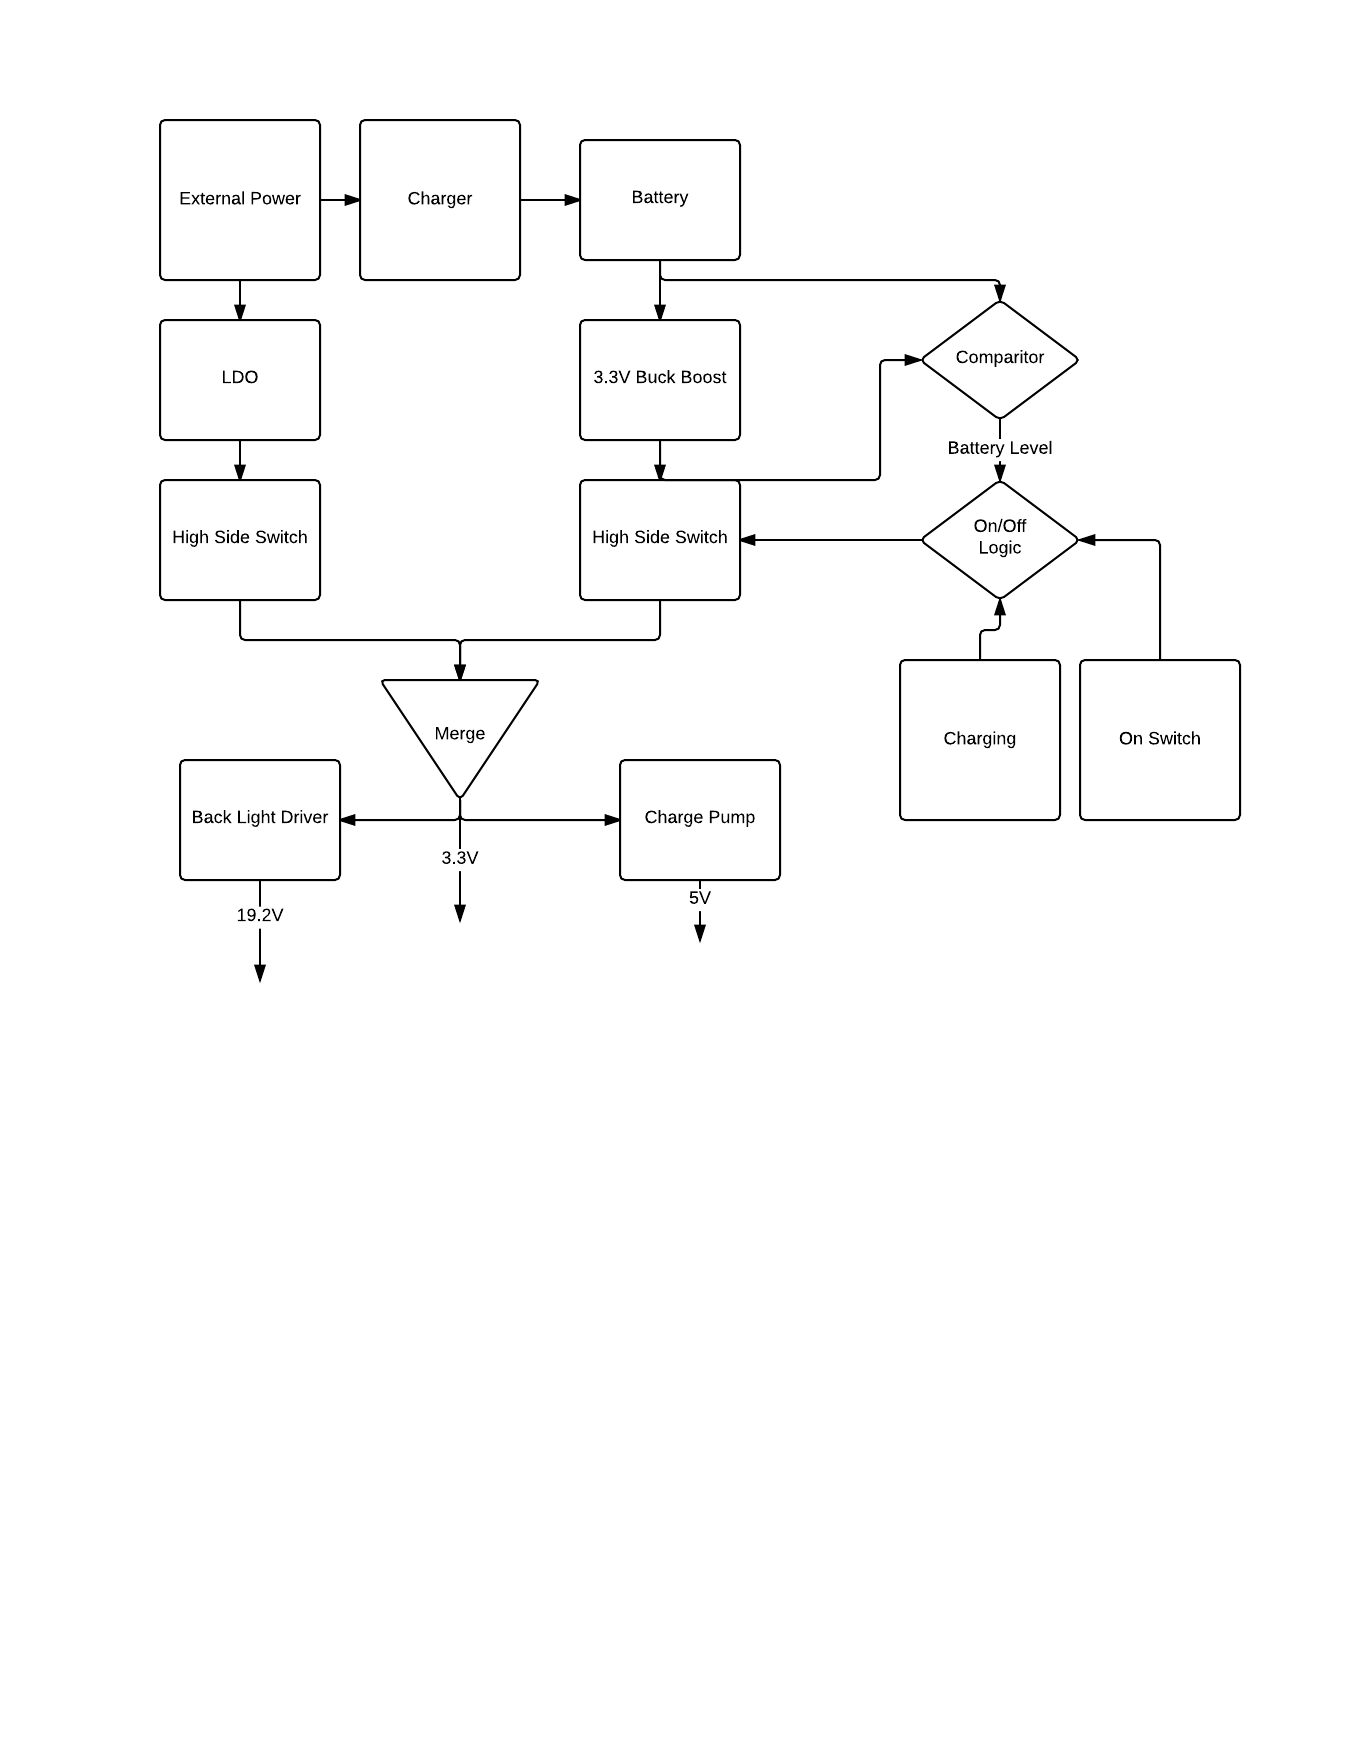 External Power
Charger
Battery
LDO
3.3V Buck Boost
Comparitor
Battery Level
High Side Switch
High Side Switch
On/Off
Logic
Merge
Charging
On Switch
Back Light Driver
Charge Pump
3.3V
5V
19.2V